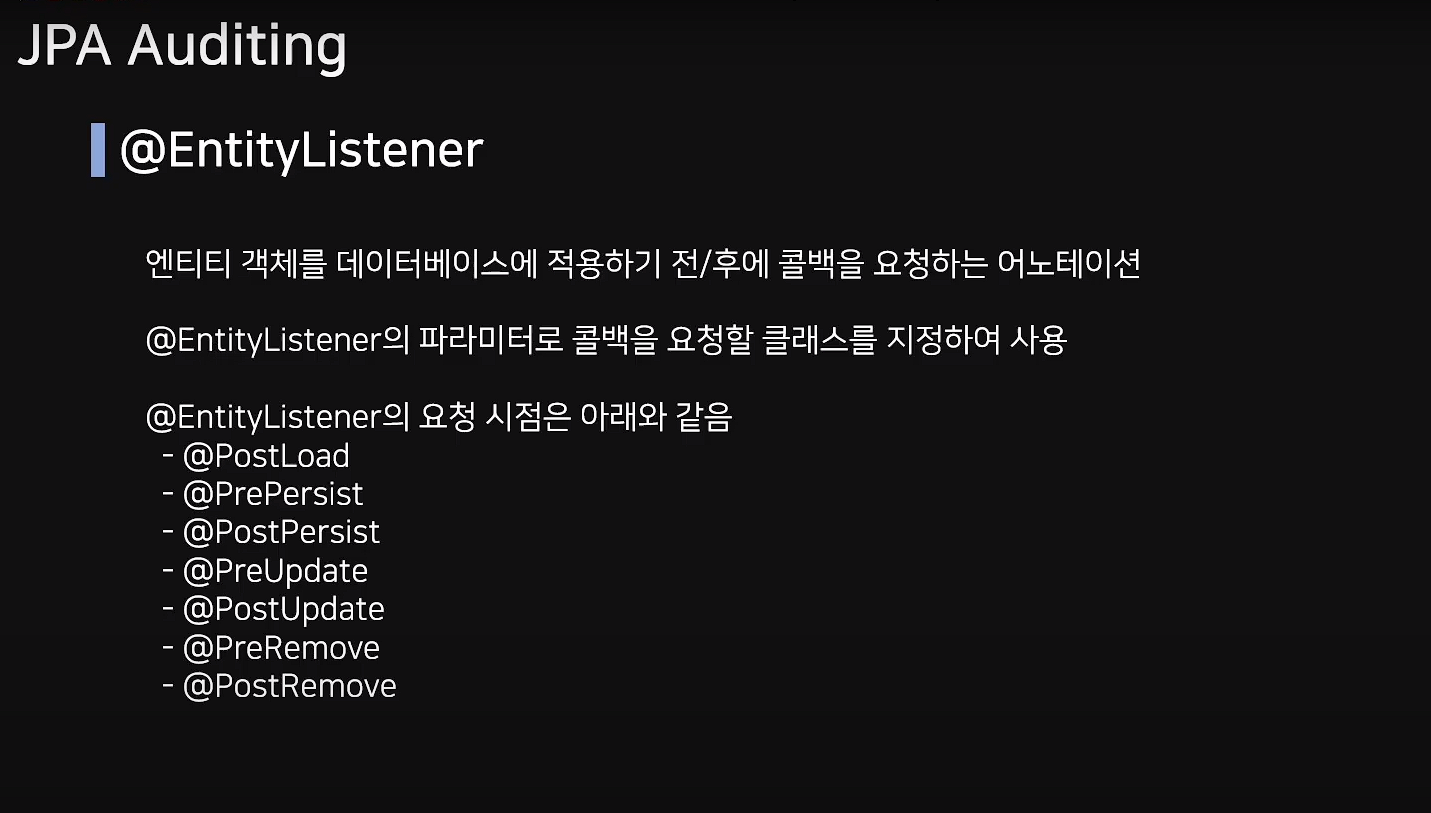 JPA Auditing
@EntityListener
엔티티 객체를 데이터베이스에 적용하기 전/후에 콜백을 요청하는 어노테이션
@EntityListener의 파라미터로 콜백을 요청할 클래스를 지정하여 사용
@EntityListener의 요청 시점은 아래와 같음
- @PostLoad
- @PrePersist
- @PostPersist
- @PreUpdate
- @PostUpdate
- @PreRemove
- @PostRemove